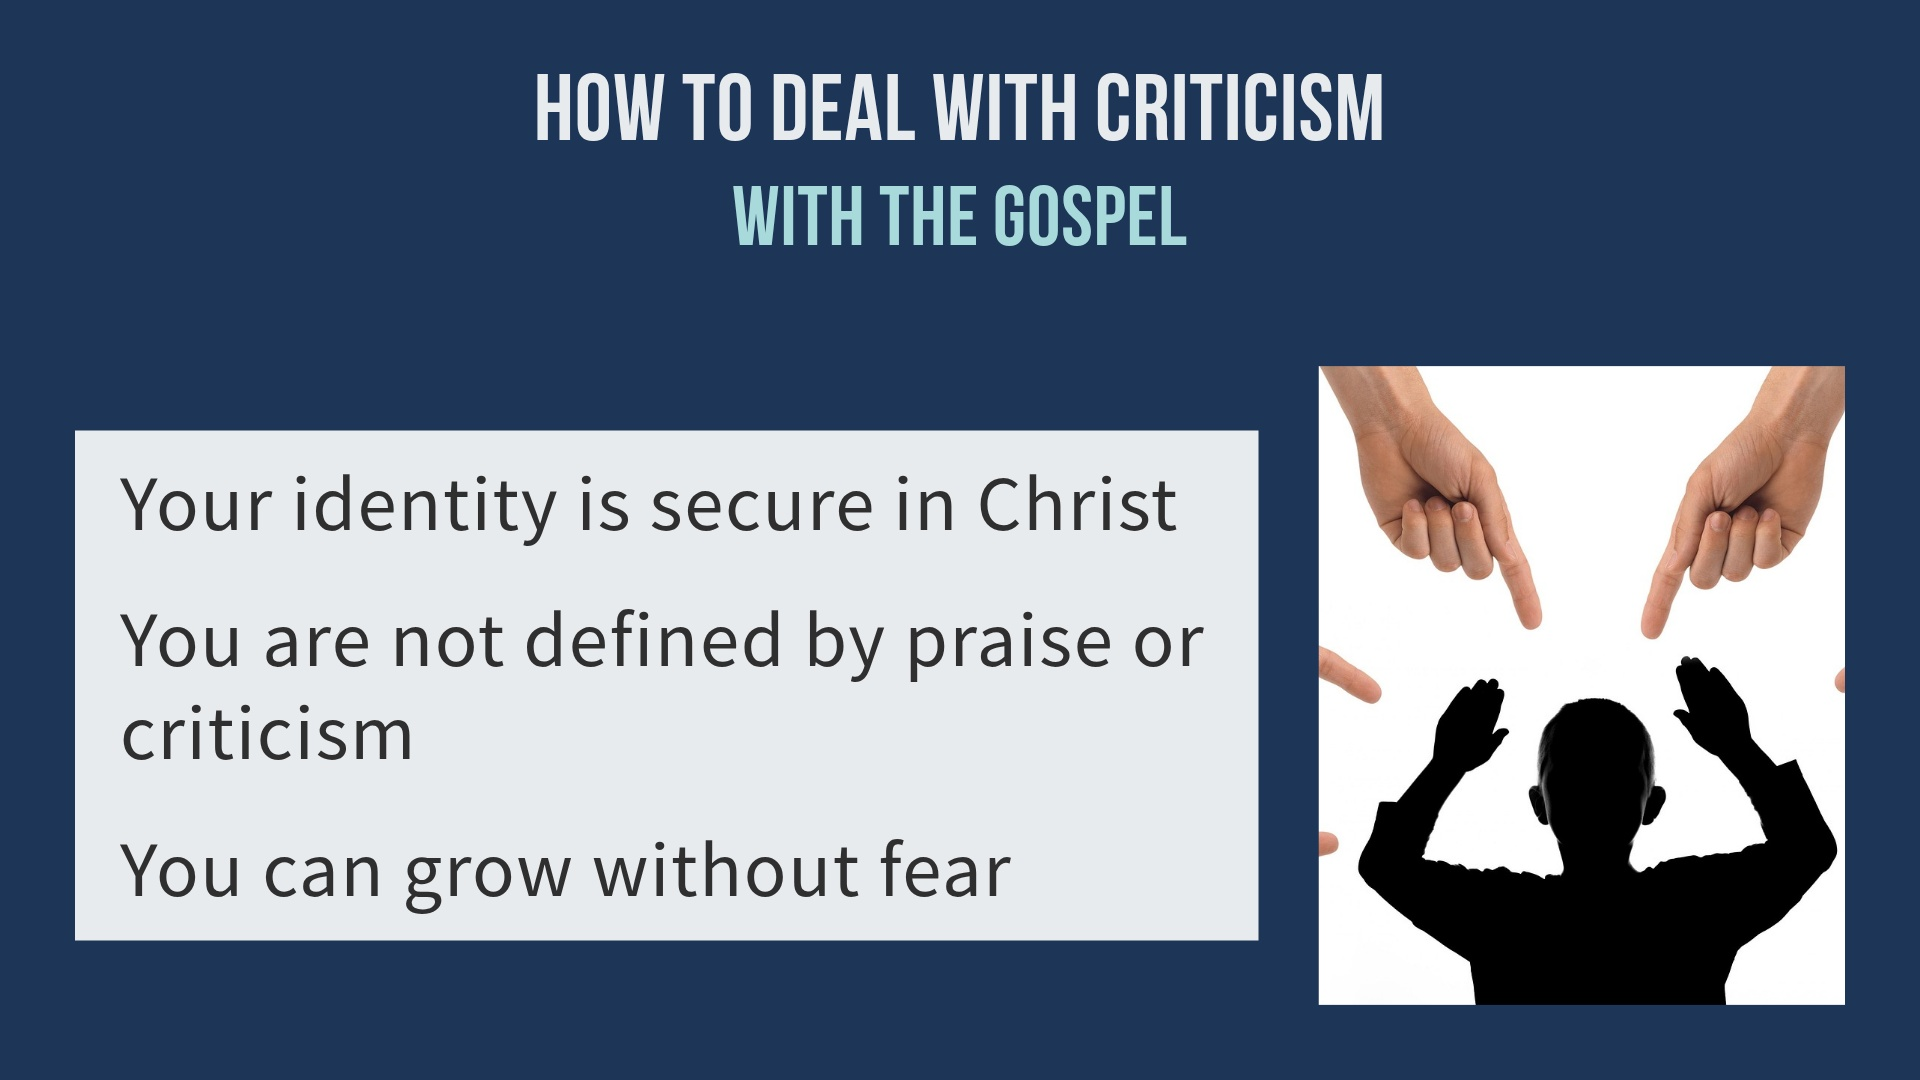 HOW TO DEAL WITH CRITICISM
WITH THE GOSPEL
Your identity is secure in Christ
You are not defined by praise or
criticism
You can grow without fear